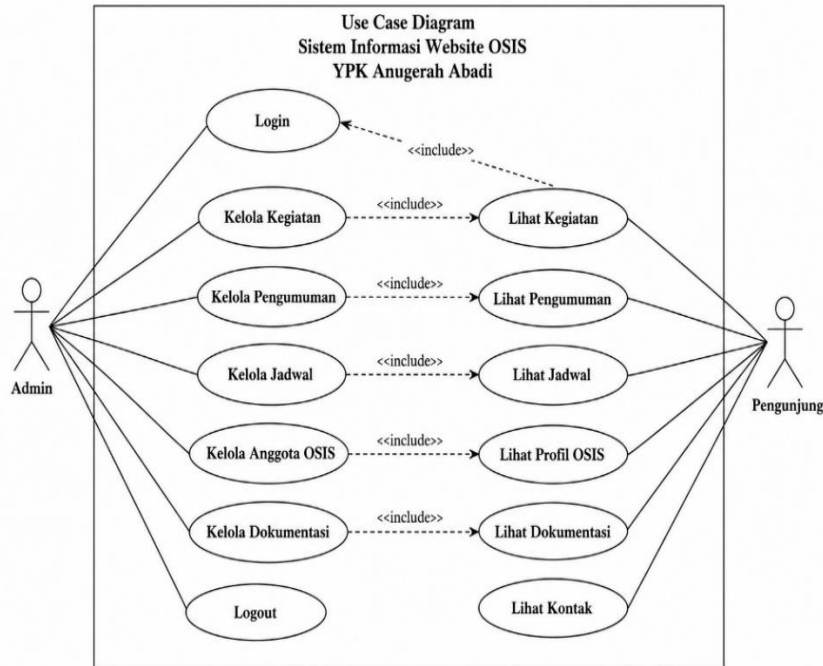 Use Case Diagram
Sistem Informasi Website OSIS
YPK Anugerah Abadi
Login
<<include>>
Kelola Kegiatan
<<include>>
Lihat Kegiatan
Kelola Pengumuman
<<include>>
Lihat Pengumuman
Kelola Jadwal
<<include>>
Lihat Jadwal
Admin
Pengunjung
Kelola Anggota OSIS
<<include>>
Lihat Profil OSIS
Kelola Dokumentasi
<<include>>
Lihat Dokumentasi
Logout
Lihat Kontak